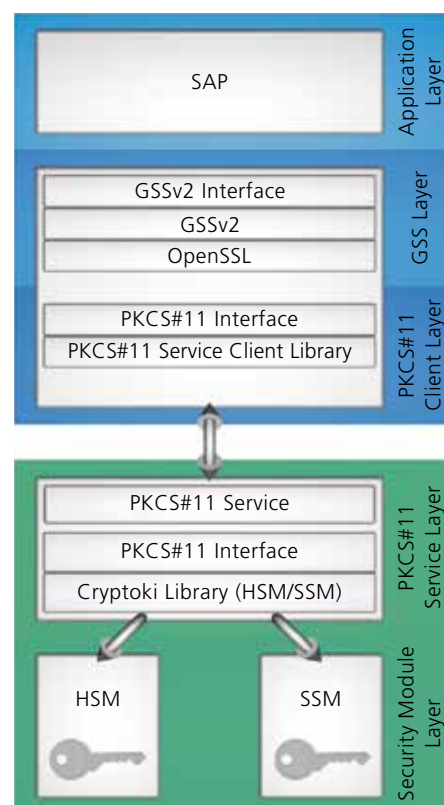 SAP
Application
Layer
GSSv2 Interface
GSSv2
OpenSSL
GSS Layer
PKCS#11 Interface
PKCS#11 Service Client Library
PKCS#11
Client Layer
PKCS#11 Service
PKCS#11 Interface
Cryptoki Library (HSM/SSM)
PKCS#11
Service Layer
HSM
SSM
Security Module
Layer